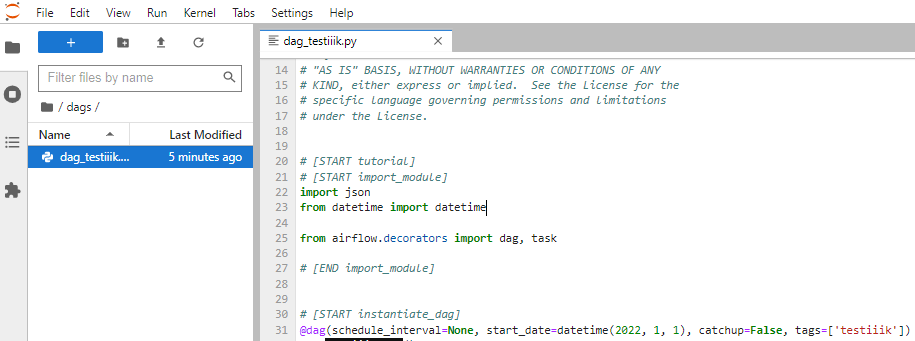 File Edit View Run Kernel Tabs Settings Help
+
dag_testiiik.py ×
Filter files by name
/ dags /
Name Last Modified
dag_testiiik.... 5 minutes ago
14 # "AS IS" BASIS, WITHOUT WARRANTIES OR CONDITIONS OF ANY
15 # KIND, either express or implied.  See the License for the
16 # specific language governing permissions and limitations
17 # under the License.
18
19
20 # [START tutorial]
21 # [START import_module]
22 import json
23 from datetime import datetime
24
25 from airflow.decorators import dag, task
26
27 # [END import_module]
28
29
30 # [START instantiate_dag]
31 @dag(schedule_interval=None, start_date=datetime(2022, 1, 1), catchup=False, tags=['testiiik'])